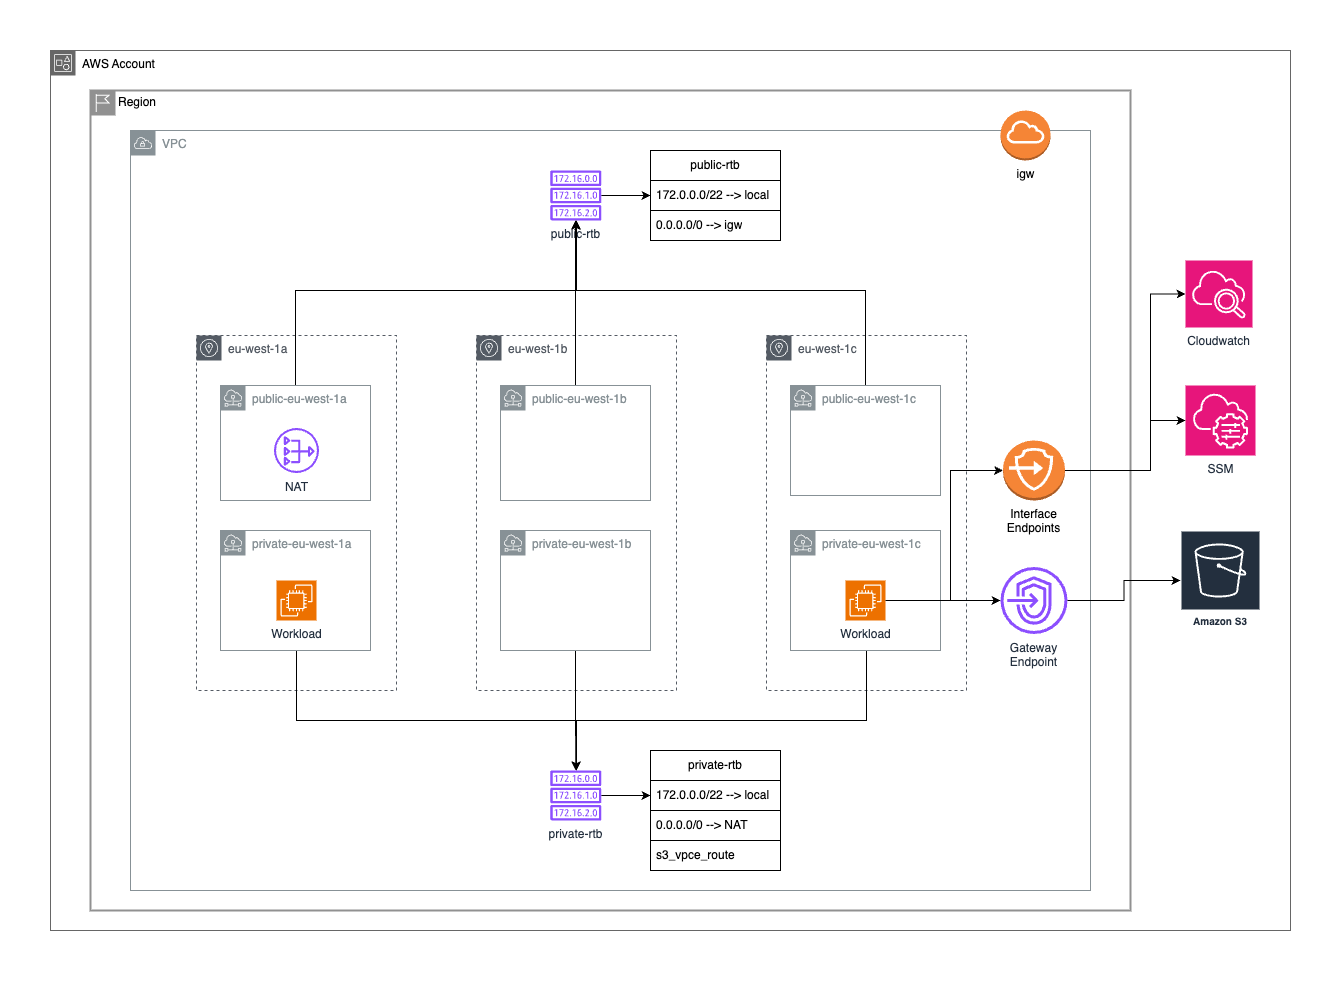 AWS Account
Region
VPC
igw
172.16.0.0
172.16.1.0
172.16.2.0
public-rtb
public-rtb
172.0.0.0/22 --> local
0.0.0.0/0 --> igw
eu-west-1a
eu-west-1b
eu-west-1c
public-eu-west-1a
public-eu-west-1b
public-eu-west-1c
NAT
private-eu-west-1a
private-eu-west-1b
private-eu-west-1c
Workload
Workload
Interface
Endpoints
Gateway
Endpoint
Cloudwatch
SSM
Amazon S3
172.16.0.0
172.16.1.0
172.16.2.0
private-rtb
private-rtb
172.0.0.0/22 --> local
0.0.0.0/0 --> NAT
s3_vpce_route